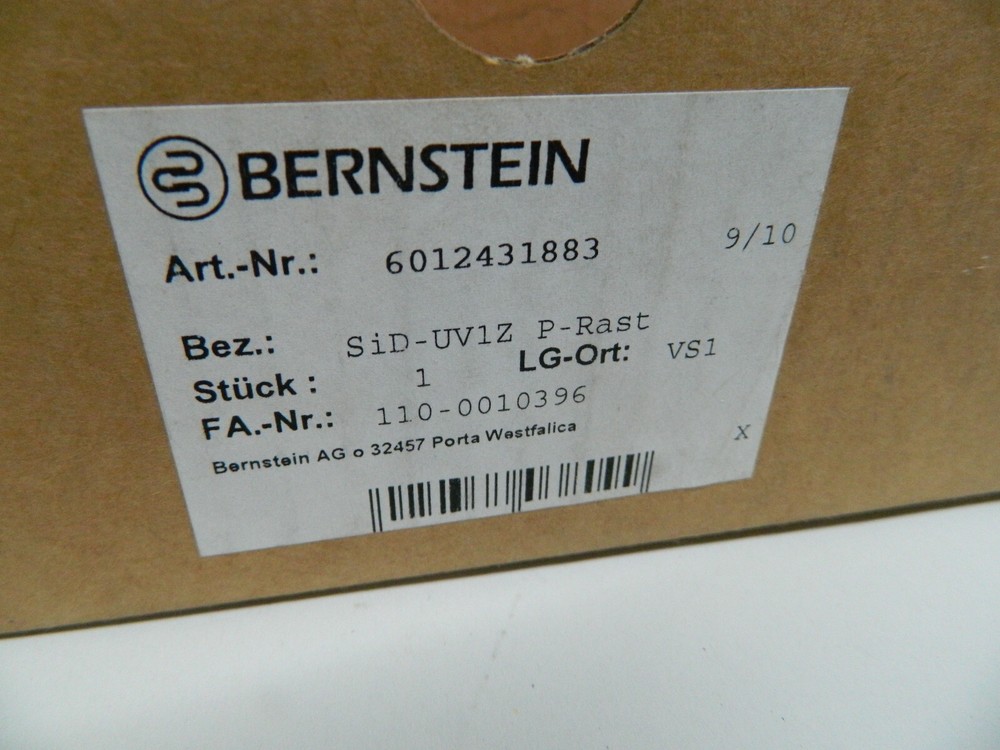 BERNSTEIN
Art.-Nr.: 6012431883 9/10
Bez.: SiD-UV1Z P-Rast
Stück : 1 LG-Ort: VS1
FA.-Nr.: 110-0010396
Bernstein AG o 32457 Porta Westfalica X